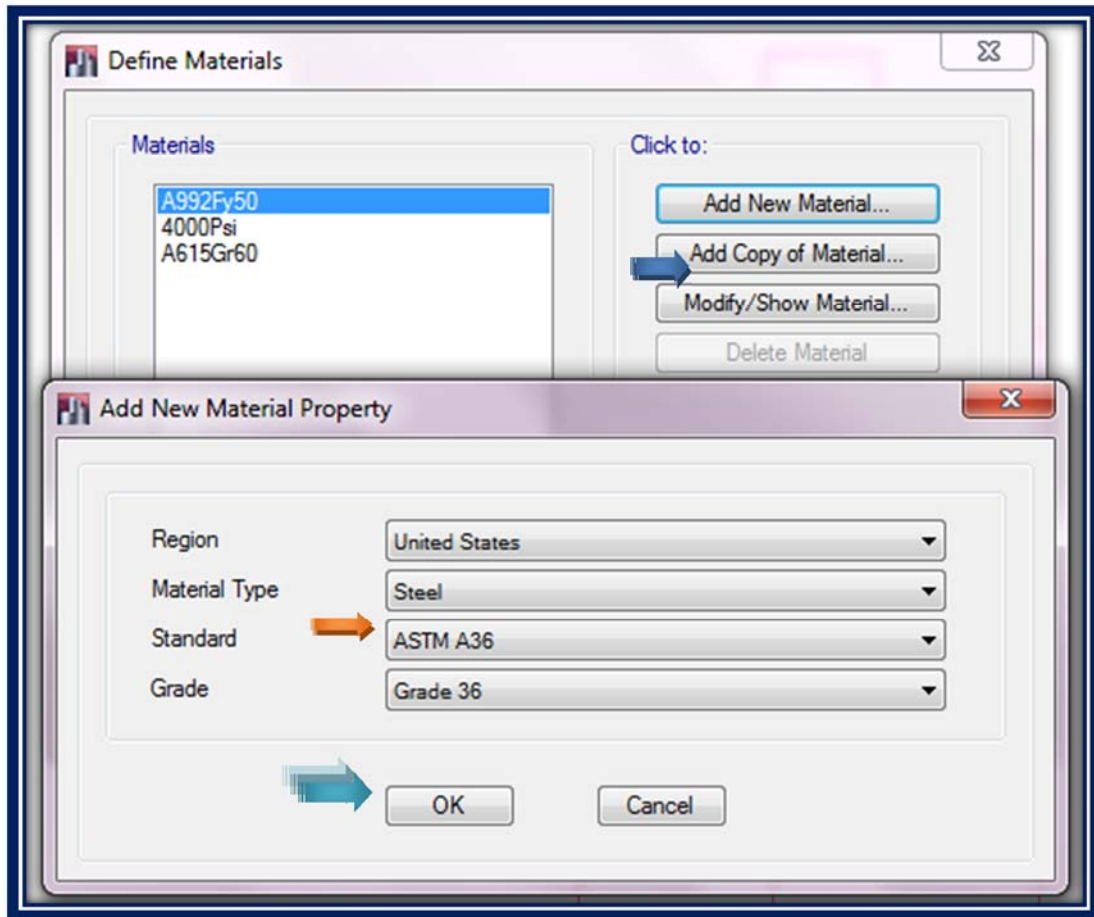 Define Materials
Materials
A992Fy50
4000Psi
A615Gr60
Click to:
Add New Material...
Add Copy of Material...
Modify/Show Material...
Delete Material
Add New Material Property
Region
United States
Material Type
Steel
Standard
ASTM A36
Grade
Grade 36
OK
Cancel